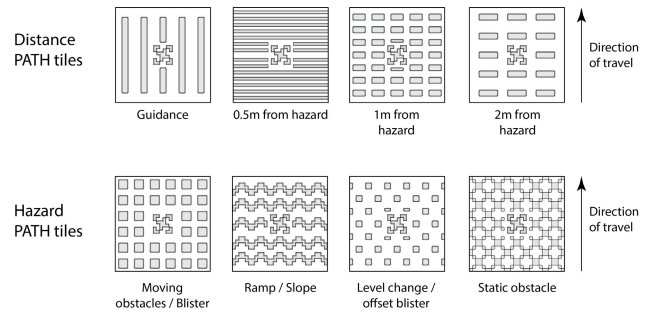 Distance
PATH tiles
Guidance
0.5m from hazard
1m from
hazard
2m from
hazard
Direction
of travel
Hazard
PATH tiles
Moving
obstacles / Blister
Ramp / Slope
Level change /
offset blister
Static obstacle
Direction
of travel